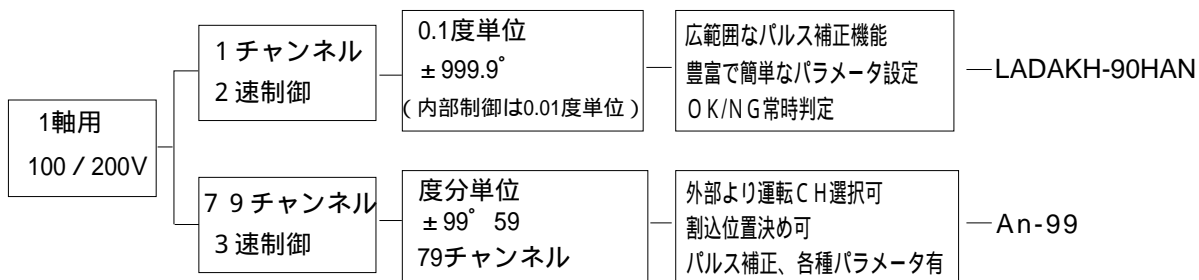 1軸用
100／200V
1チャンネル
2速制御
0.1度単位
±999.9°
(内部制御は0.01度単位)
広範囲なパルス補正機能
豊富で簡単なパラメータ設定
OK/NG常時判定
LADAKH-90HAN
79チャンネル
3速制御
度分単位
±99° 59
79チャンネル
外部より運転CH選択可
割込位置決め可
パルス補正、各種パラメータ有
An-99